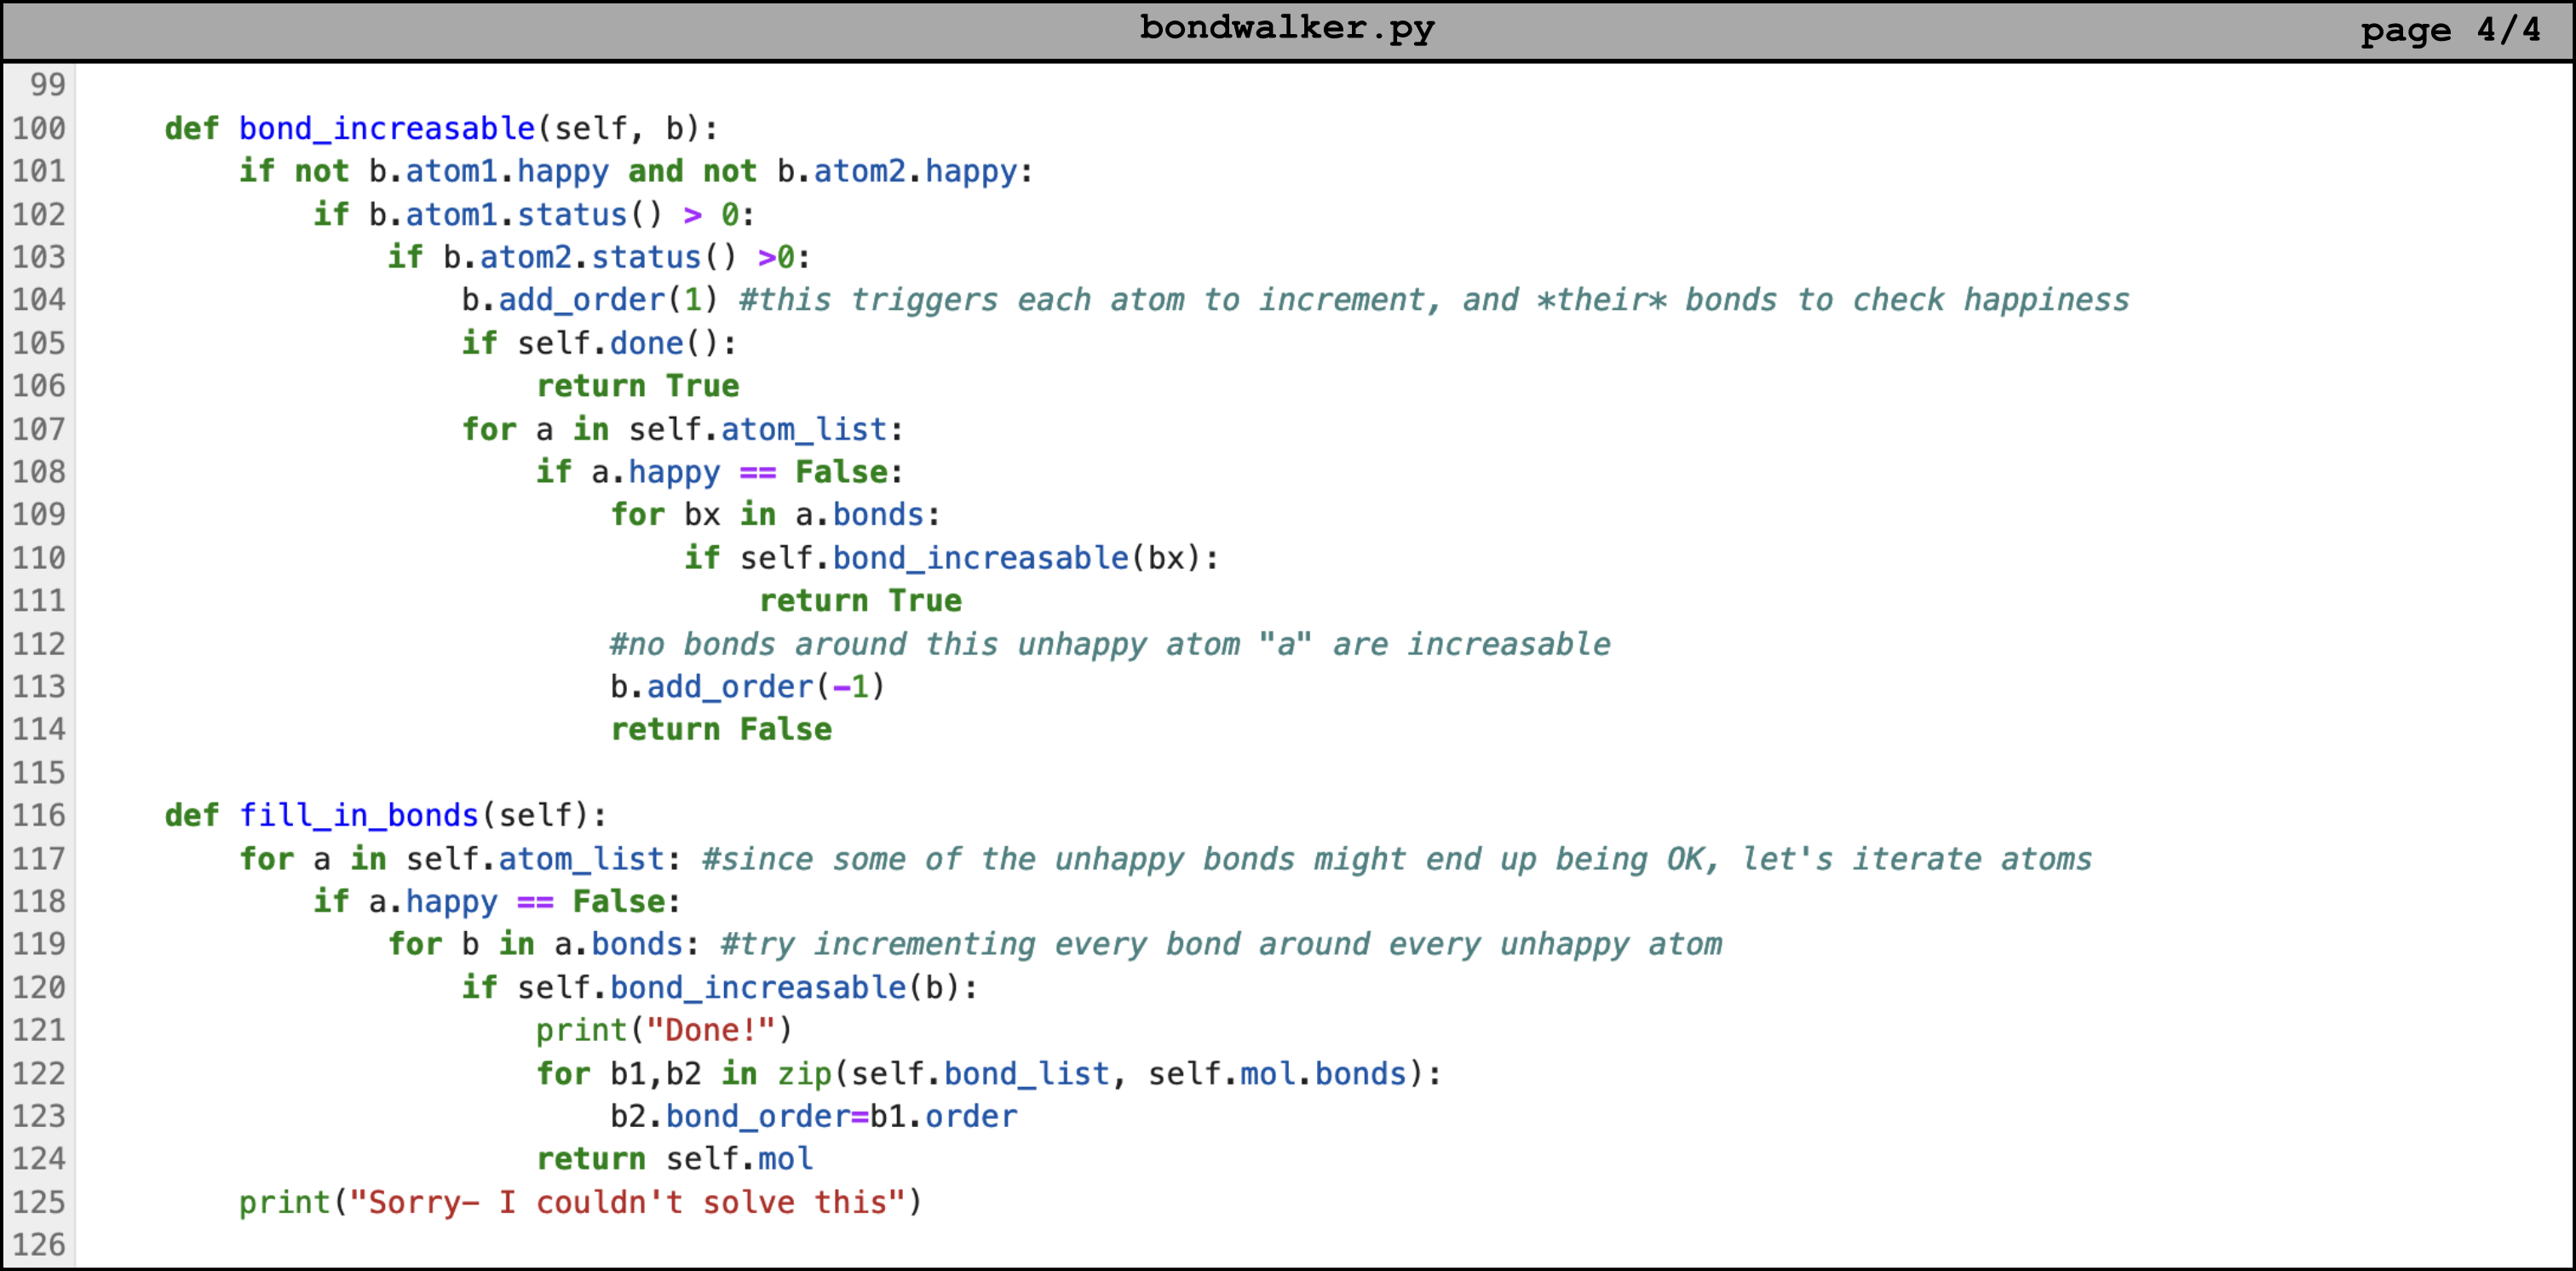 bondwalker.py page 4/4
99
100 def bond_increasable(self, b):
101 if not b.atom1.happy and not b.atom2.happy:
102 if b.atom1.status() > 0:
103 if b.atom2.status() >0:
104 b.add_order(1) #this triggers each atom to increment, and *their* bonds to check happiness
105 if self.done():
106 return True
107 for a in self.atom_list:
108 if a.happy == False:
109 for bx in a.bonds:
110 if self.bond_increasable(bx):
111 return True
112 #no bonds around this unhappy atom "a" are increasable
113 b.add_order(-1)
114 return False
115
116 def fill_in_bonds(self):
117 for a in self.atom_list: #since some of the unhappy bonds might end up being OK, let's iterate atoms
118 if a.happy == False:
119 for b in a.bonds: #try incrementing every bond around every unhappy atom
120 if self.bond_increasable(b):
121 print("Done!")
122 for b1,b2 in zip(self.bond_list, self.mol.bonds):
123 b2.bond_order=b1.order
124 return self.mol
125 print("Sorry- I couldn't solve this")
126